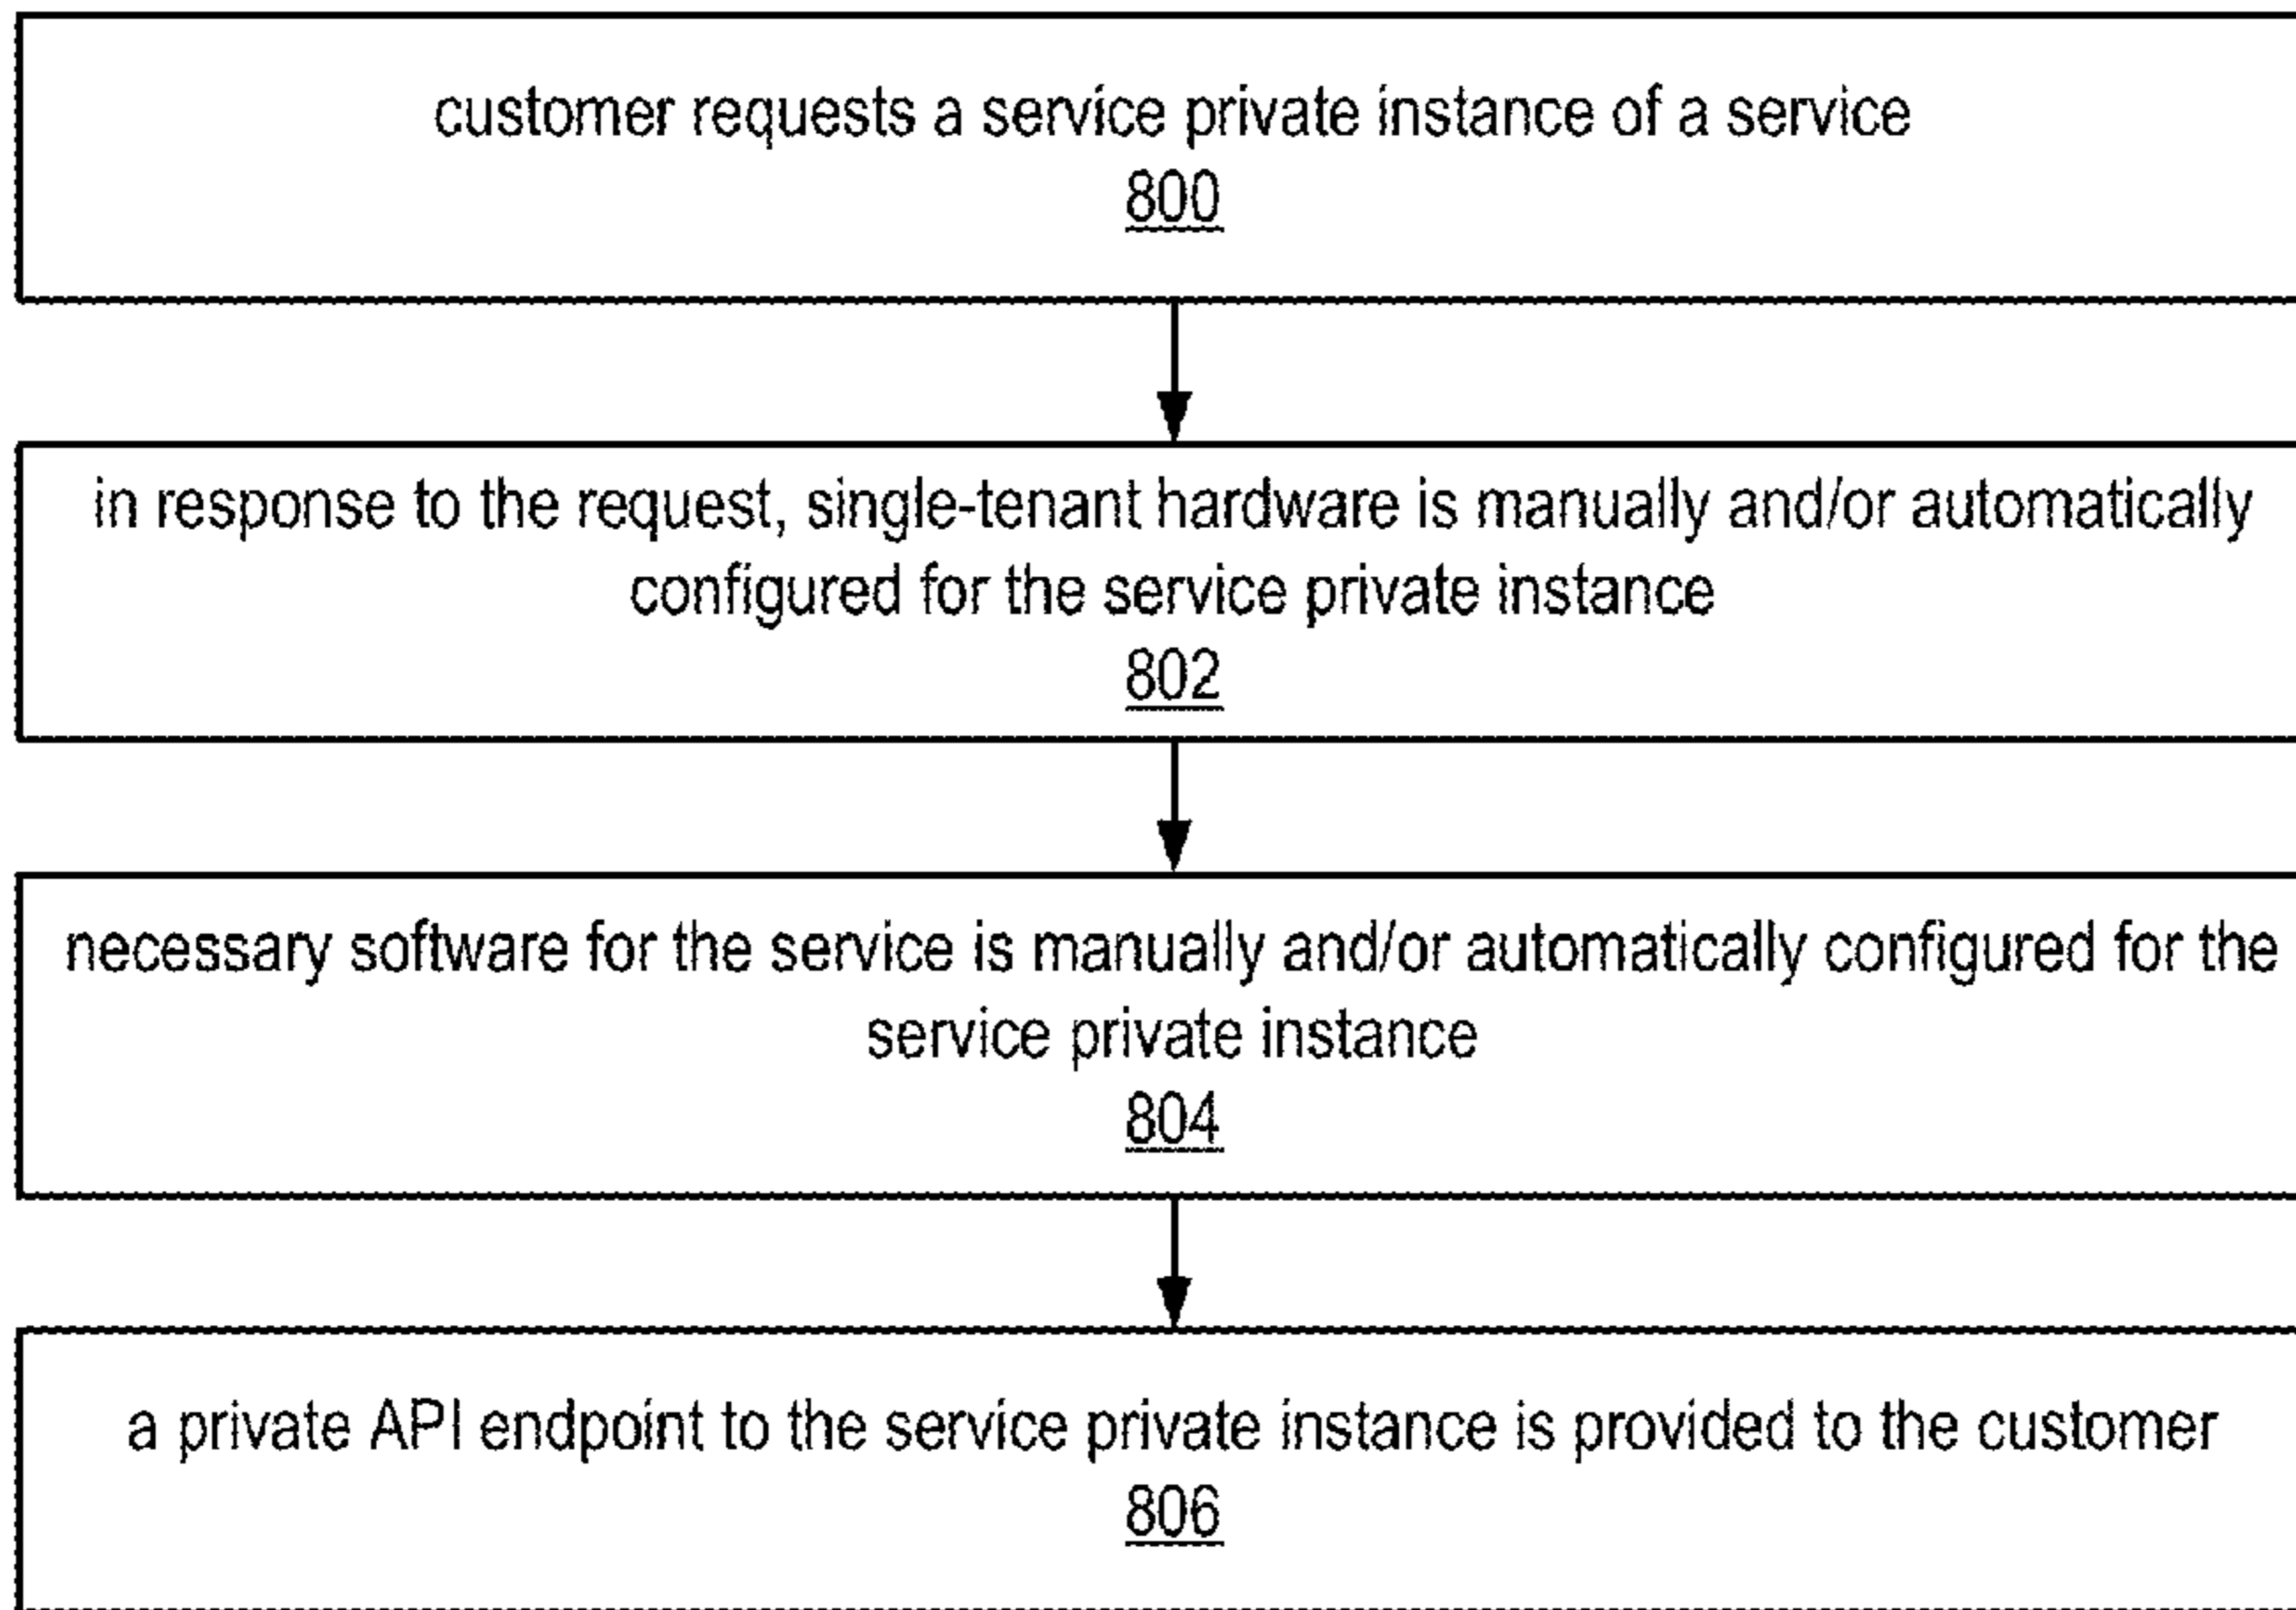 customer requests a service private instance of a service
800
in response to the request, single-tenant hardware is manually and/or automatically
configured for the service private instance
802
necessary software for the service is manually and/or automatically configured for the
service private instance
804
a private API endpoint to the service private instance is provided to the customer
806